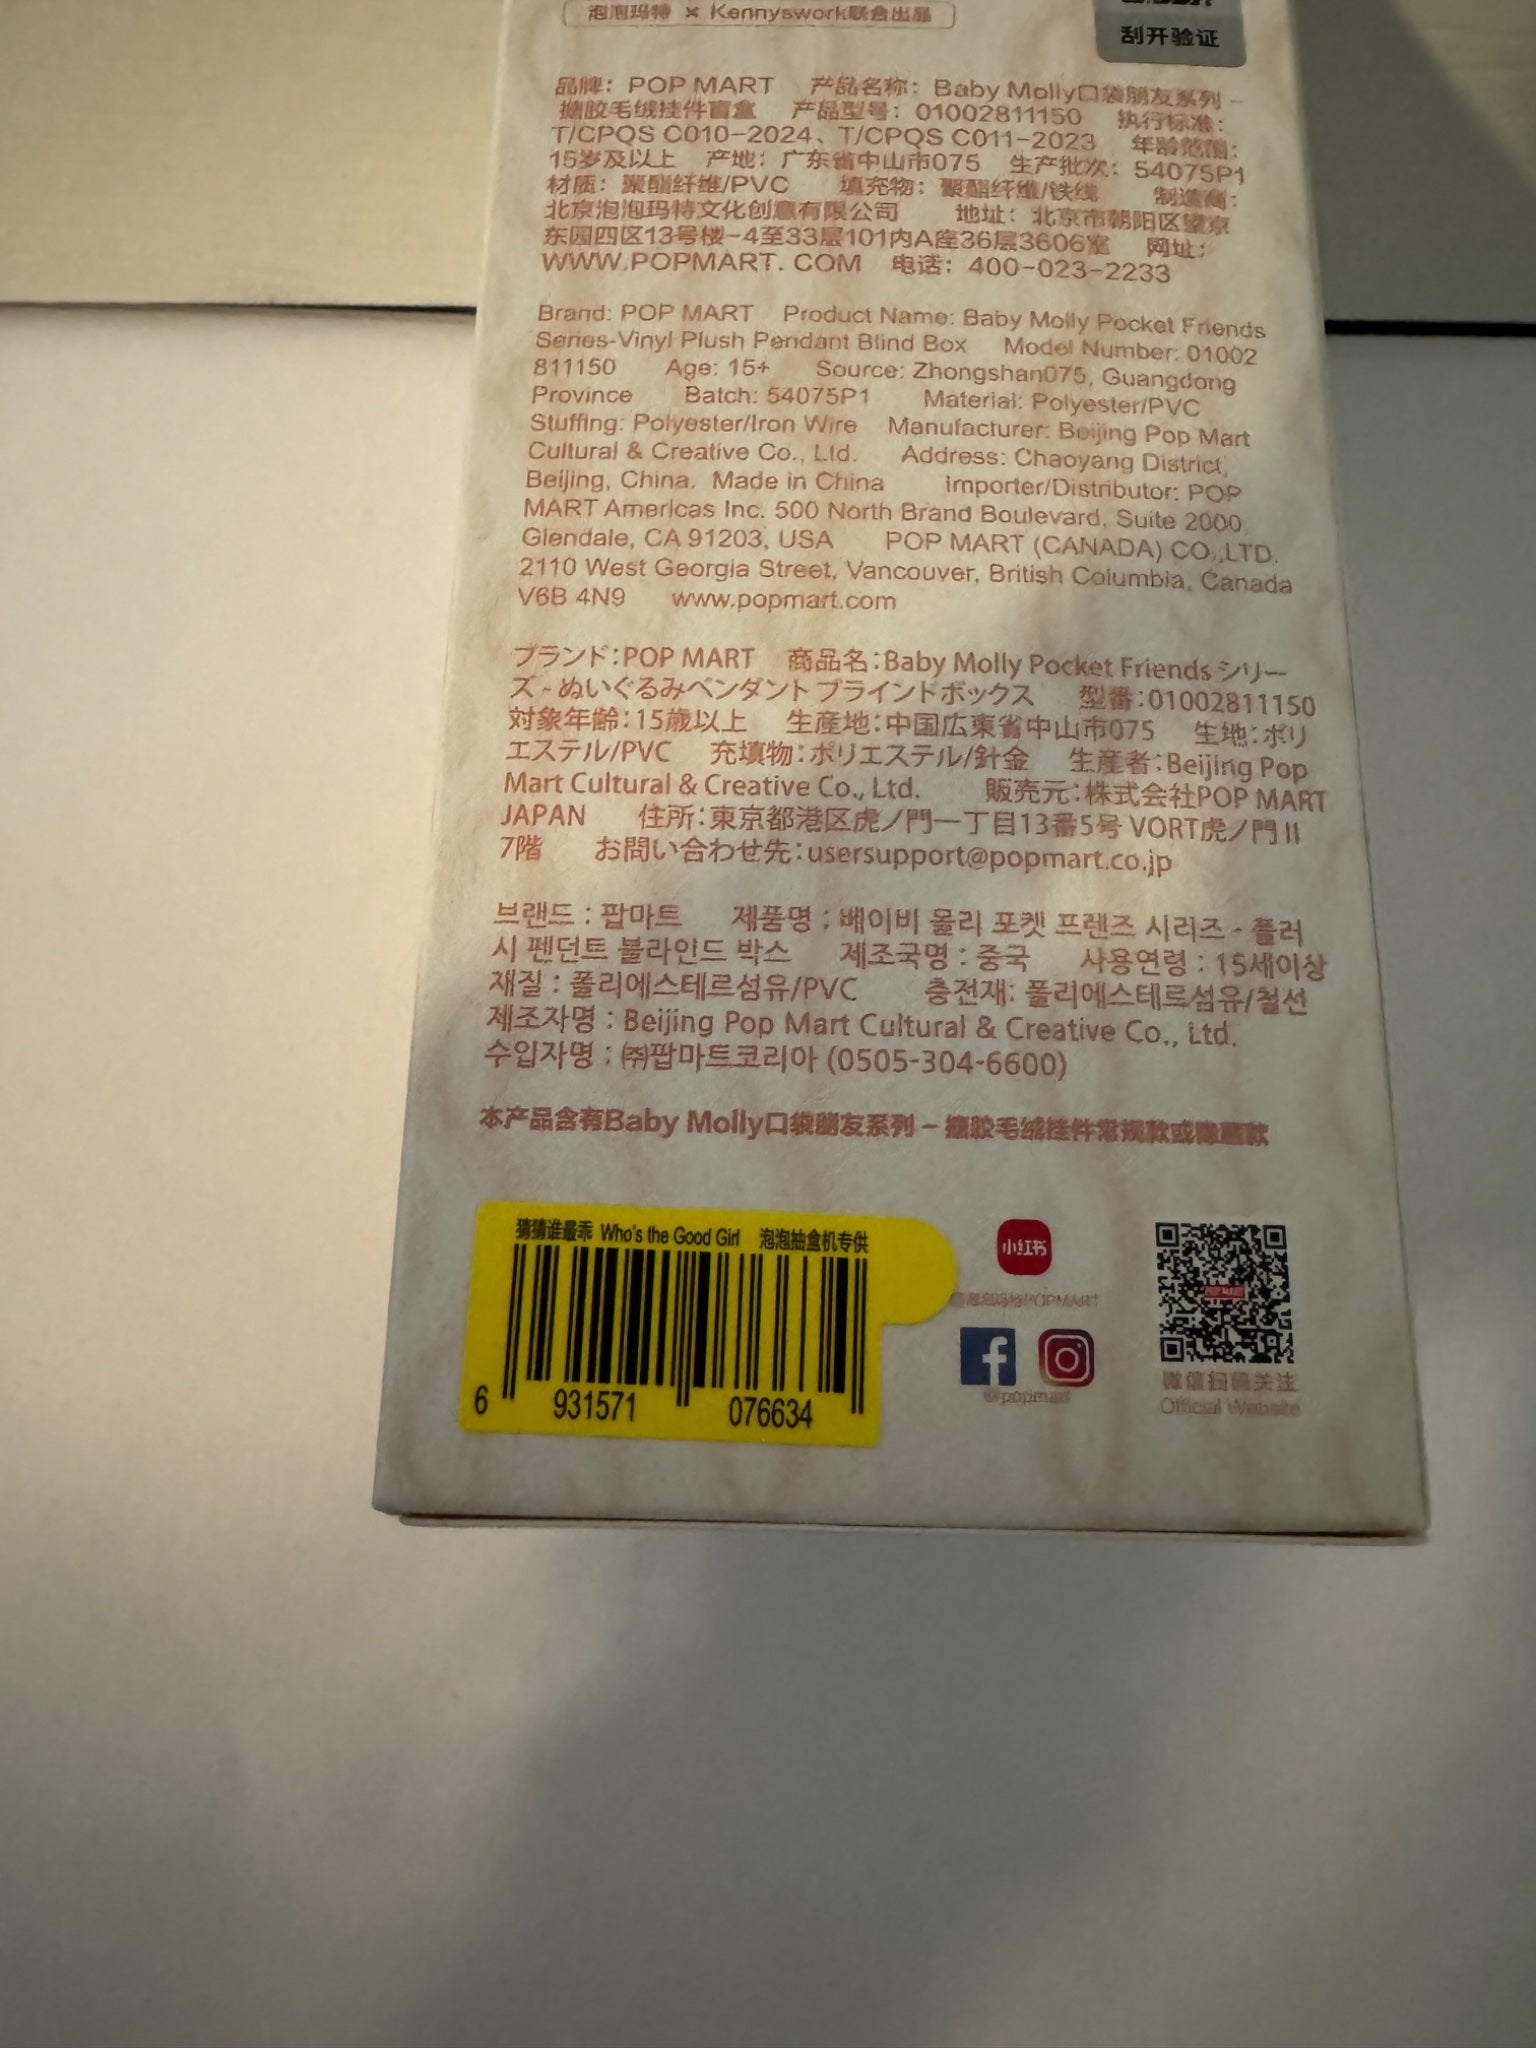 泡泡玛特 × Kennyswork联合出品
刮开验证
品牌：POP MART 产品名称：Baby Molly口袋朋友系列-
搪胶毛绒挂件盲盒 产品型号：01002811150 执行标准：
T/CPQS C010-2024、T/CPQS C011-2023 年龄范围：
15岁及以上 产地：广东省中山市075 生产批次：54075P1
材质：聚酯纤维/PVC 填充物：聚酯纤维/铁线 制造商：
北京泡泡玛特文化创意有限公司 地址：北京市朝阳区望京
东园四区13号楼-4至33层101内A座36层3606室 网址：
WWW.POPMART. COM 电话：400-023-2233
Brand: POP MART Product Name: Baby Molly Pocket Friends
Series-Vinyl Plush Pendant Blind Box Model Number: 01002
811150 Age: 15+ Source: Zhongshan075, Guangdong
Province Batch: 54075P1 Material: Polyester/PVC
Stuffing: Polyester/Iron Wire Manufacturer: Beijing Pop Mart
Cultural & Creative Co., Ltd. Address: Chaoyang District,
Beijing, China. Made in China Importer/Distributor: POP
MART Americas Inc. 500 North Brand Boulevard, Suite 2000,
Glendale, CA 91203, USA POP MART (CANADA) CO.,LTD.
2110 West Georgia Street, Vancouver, British Columbia, Canada
V6B 4N9 www.popmart.com
ブランド:POP MART 商品名:Baby Molly Pocket Friends シリー
ズ - ぬいぐるみペンダント ブラインドボックス 型番:01002811150
対象年齢:15歳以上 生産地:中国広東省中山市075 生地:ポリ
エステル/PVC 充填物:ポリエステル/針金 生産者:Beijing Pop
Mart Cultural & Creative Co., Ltd. 販売元:株式会社POP MART
JAPAN 住所:東京都港区虎ノ門一丁目13番5号 VORT虎ノ門 II
7階 お問い合わせ先:usersupport@popmart.co.jp
브랜드 : 팝마트 제품명 : 베이비 몰리 포켓 프렌즈 시리즈 - 플러
시 펜던트 블라인드 박스 제조국명 : 중국 사용연령 : 15세이상
재질 : 폴리에스테르섬유/PVC 충전재: 폴리에스테르섬유/철선
제조자명 : Beijing Pop Mart Cultural & Creative Co., Ltd.
수입자명 : ㈜팝마트코리아 (0505-304-6600)
本产品含有Baby Molly口袋朋友系列 - 搪胶毛绒挂件常规款或隐藏款
猜猜谁最乖 Who's the Good Girl 泡泡抽盒机专供
6 931571 076634
小红书
@泡泡玛特POPMART
@popmart
POP MART
微信扫码关注
Official Website